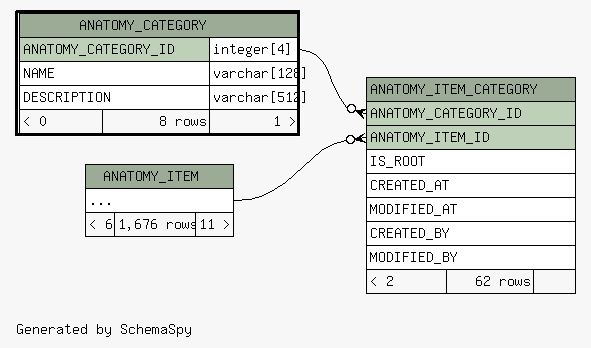 ANATOMY_CATEGORY
ANATOMY_CATEGORY_ID integer[4]
NAME varchar[128]
DESCRIPTION varchar[512]
< 0 8 rows 1 >
ANATOMY_ITEM
...
< 6 1,676 rows 11 >
ANATOMY_ITEM_CATEGORY
ANATOMY_CATEGORY_ID
ANATOMY_ITEM_ID
IS_ROOT
CREATED_AT
MODIFIED_AT
CREATED_BY
MODIFIED_BY
< 2 62 rows
Generated by SchemaSpy